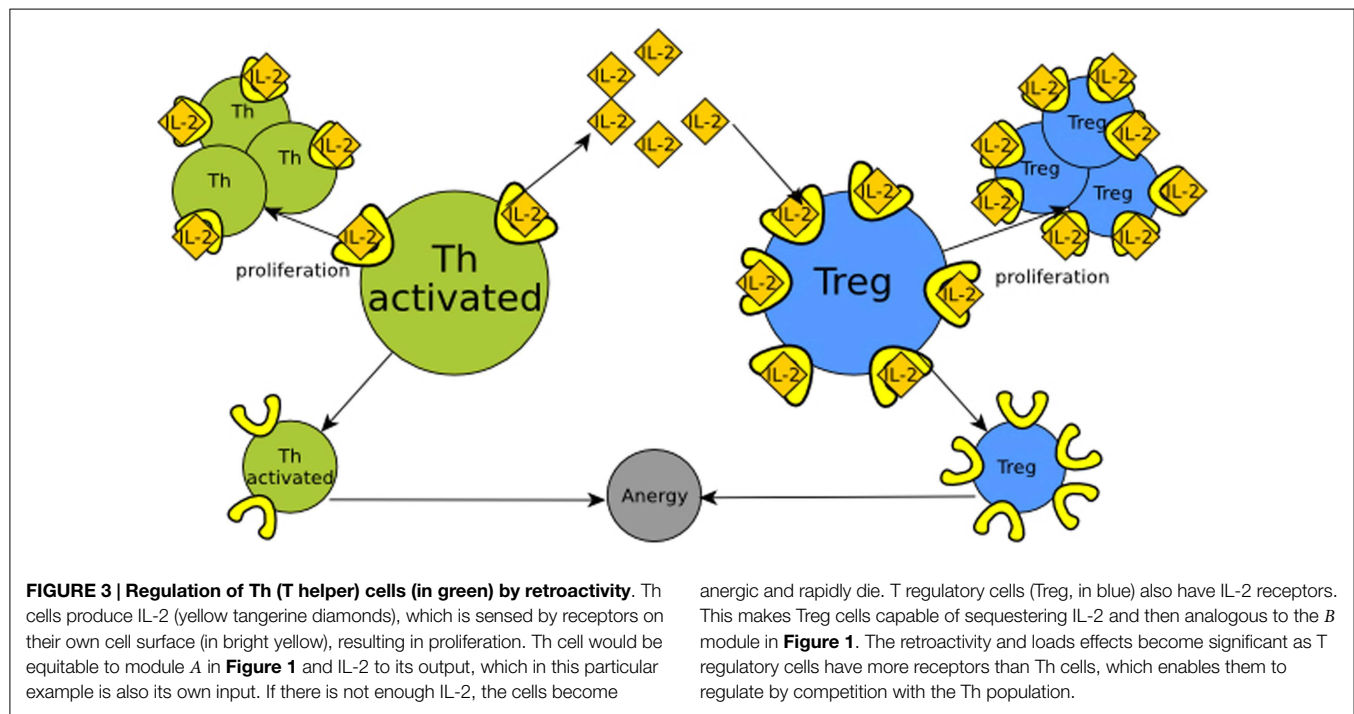 IL-2
IL-2
IL-2
IL-2
IL-2
IL-2
IL-2
Th
IL-2
Th
IL-2
Th
IL-2
IL-2
IL-2
proliferation
Th
activated
IL-2
IL-2
IL-2
IL-2
IL-2
IL-2
Treg
IL-2
IL-2
Treg
IL-2
IL-2
Treg
Treg
IL-2
IL-2
IL-2
IL-2
proliferation
Th
activated
Anergy
Treg
FIGURE 3 | Regulation of Th (T helper) cells (in green) by retroactivity. Th
cells produce IL-2 (yellow tangerine diamonds), which is sensed by receptors on
their own cell surface (in bright yellow), resulting in proliferation. Th cell would be
equitable to module A in Figure 1 and IL-2 to its output, which in this particular
example is also its own input. If there is not enough IL-2, the cells become
anergic and rapidly die. T regulatory cells (Treg, in blue) also have IL-2 receptors.
This makes Treg cells capable of sequestering IL-2 and then analogous to the B
module in Figure 1. The retroactivity and loads effects become significant as T
regulatory cells have more receptors than Th cells, which enables them to
regulate by competition with the Th population.